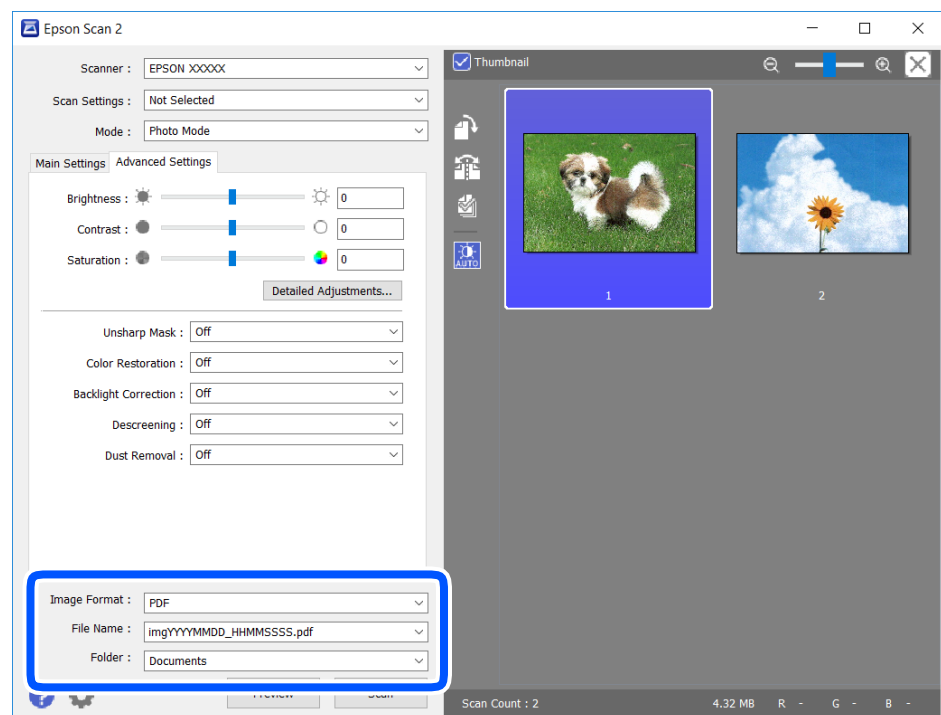 Epson Scan 2
Scanner : EPSON XXXXX
Scan Settings : Not Selected
Mode : Photo Mode
Main Settings Advanced Settings
Brightness : 0
Contrast : 0
Saturation : 0
Detailed Adjustments...
Unsharp Mask : Off
Color Restoration : Off
Backlight Correction : Off
Descreening : Off
Dust Removal : Off
Image Format : PDF
File Name : imgYYYYMMDD_HHMMSSSS.pdf
Folder : Documents
Preview Scan
Thumbnail
AUTO
1
2
Scan Count : 2 4.32 MB R - G - B -